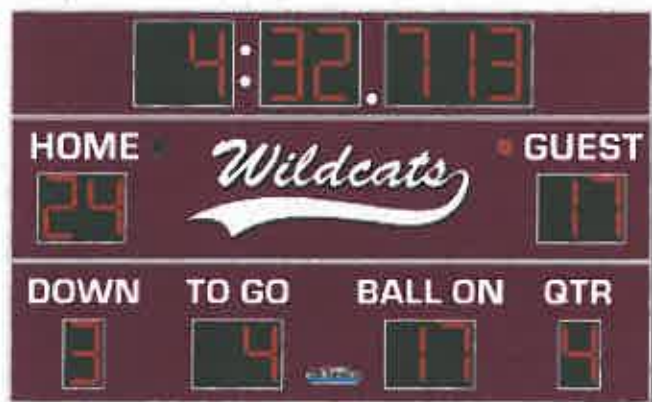 4:32.713
HOME Wildcats GUEST
24 17
DOWN TO GO BALL ON QTR
3 4 17 4